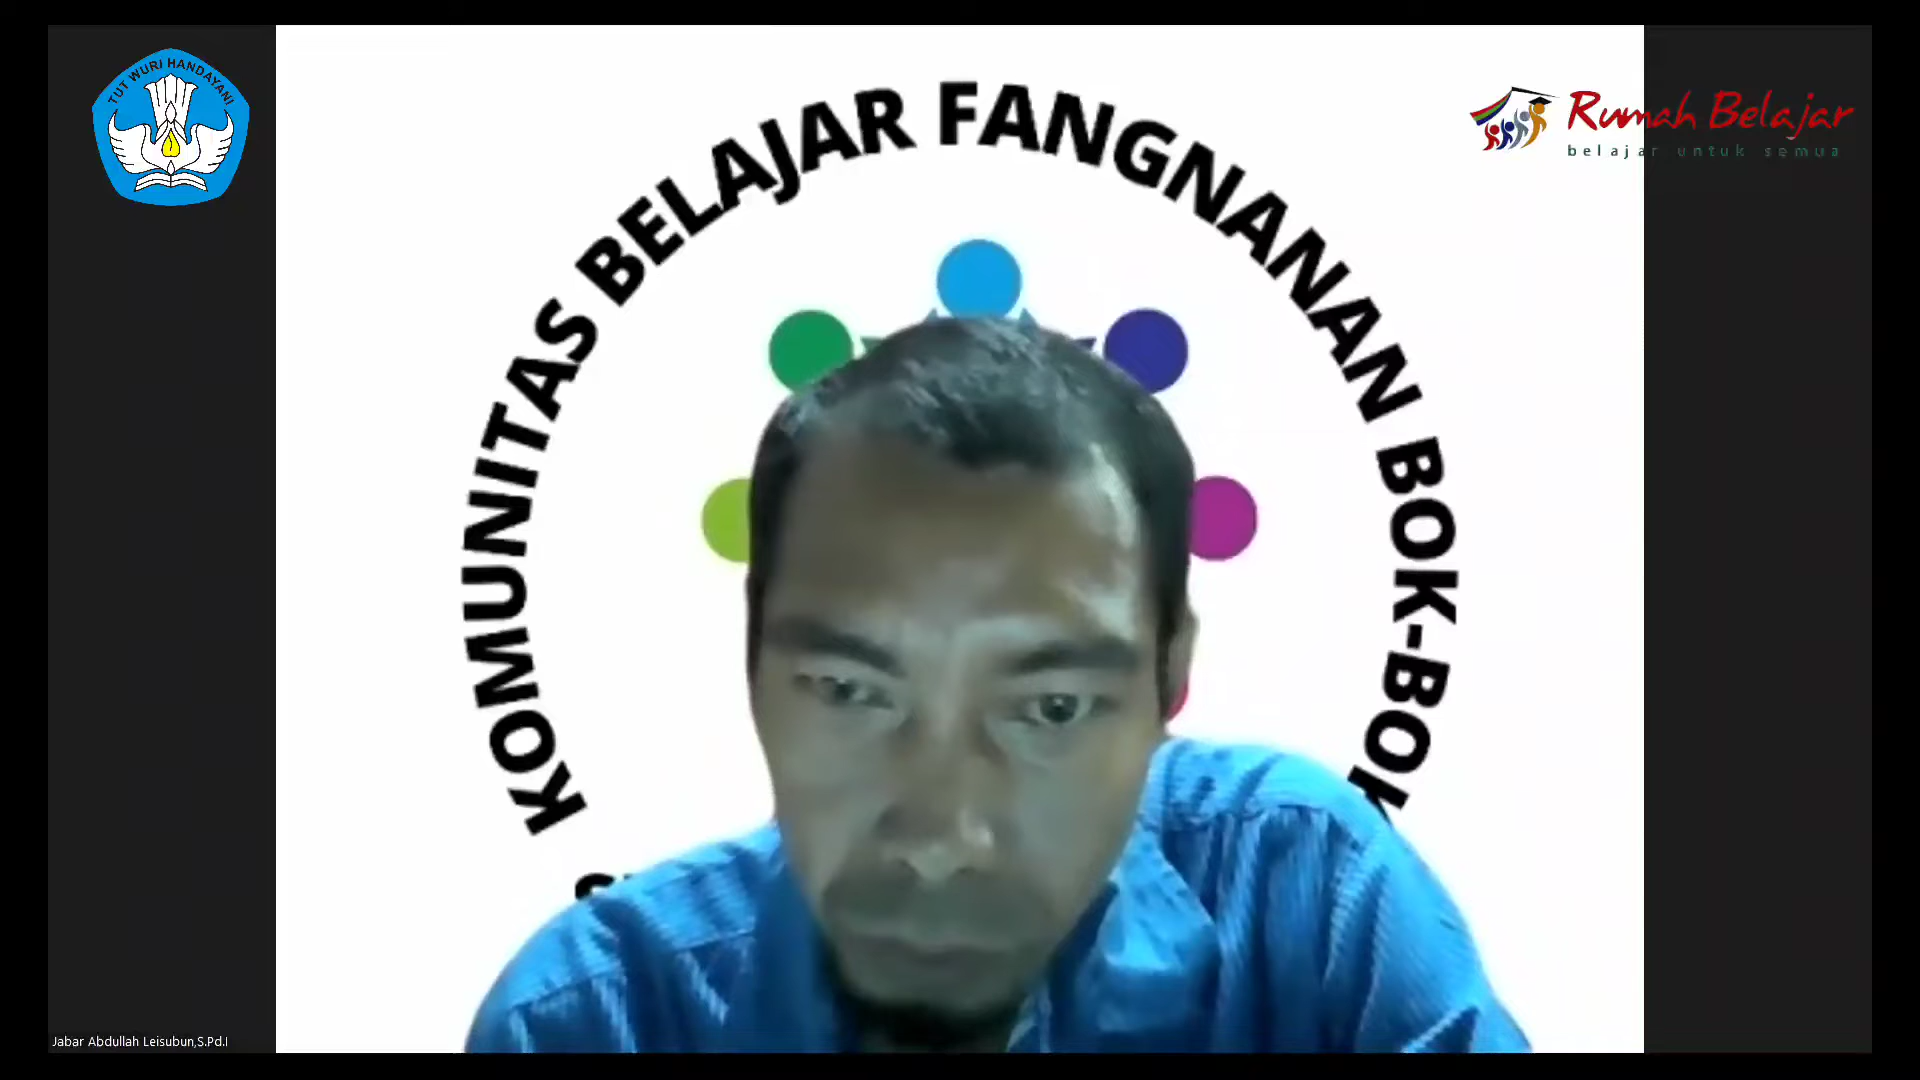 TUT WURI HANDAYANI
Rumah Belajar
belajar untuk semua
KOMUNITAS BELAJAR FANGNANAN BOK-BOK
Jabar Abdullah Leisubun,S.Pd.I